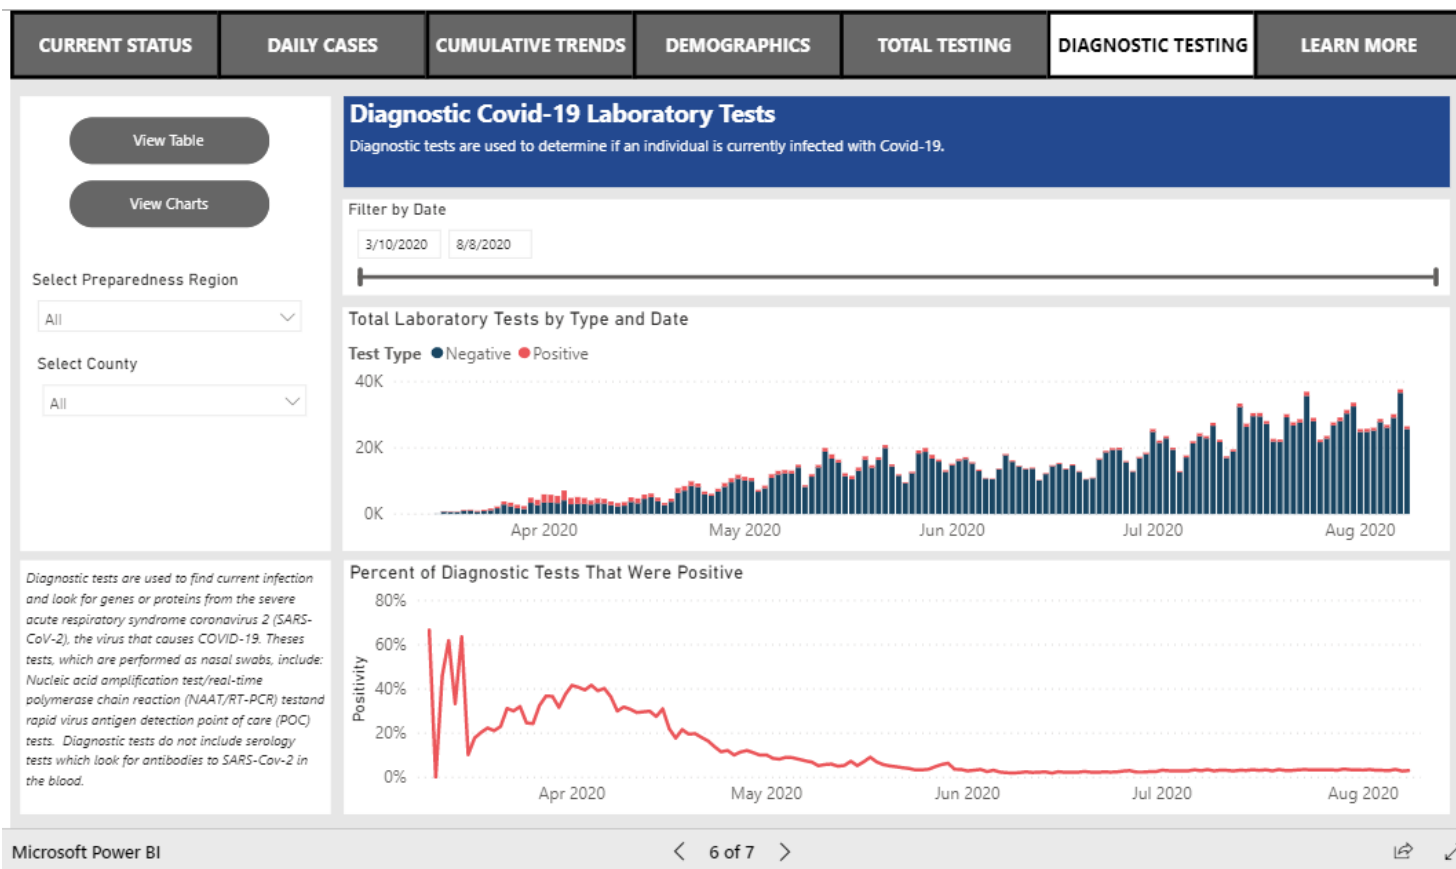 CURRENT STATUS
DAILY CASES
CUMULATIVE TRENDS
DEMOGRAPHICS
TOTAL TESTING
DIAGNOSTIC TESTING
LEARN MORE
View Table
View Charts
Select Preparedness Region
All
Select County
All
Diagnostic tests are used to find current infection
and look for genes or proteins from the severe
acute respiratory syndrome coronavirus 2 (SARS-
CoV-2), the virus that causes COVID-19. Theses
tests, which are performed as nasal swabs, include:
Nucleic acid amplification test/real-time
polymerase chain reaction (NAAT/RT-PCR) testand
rapid virus antigen detection point of care (POC)
tests. Diagnostic tests do not include serology
tests which look for antibodies to SARS-Cov-2 in
the blood.
Diagnostic Covid-19 Laboratory Tests
Diagnostic tests are used to determine if an individual is currently infected with Covid-19.
Filter by Date
3/10/2020
8/8/2020
Total Laboratory Tests by Type and Date
Test Type Negative Positive
40K
20K
0K
Apr 2020
May 2020
Jun 2020
Jul 2020
Aug 2020
Percent of Diagnostic Tests That Were Positive
Positivity
80%
60%
40%
20%
0%
Apr 2020
May 2020
Jun 2020
Jul 2020
Aug 2020
Microsoft Power BI
6 of 7